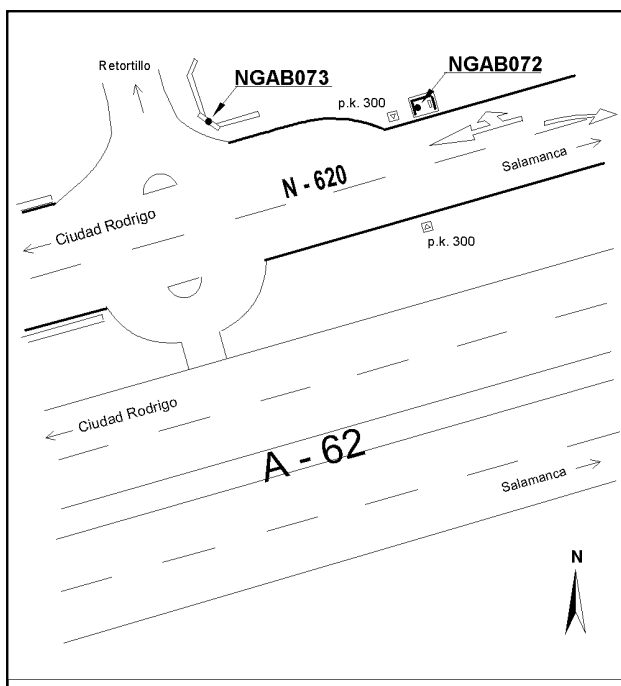 Retortillo
NGAB073
NGAB072
p.k. 300
N - 620
Salamanca
Ciudad Rodrigo
p.k. 300
Ciudad Rodrigo
A - 62
Salamanca
N